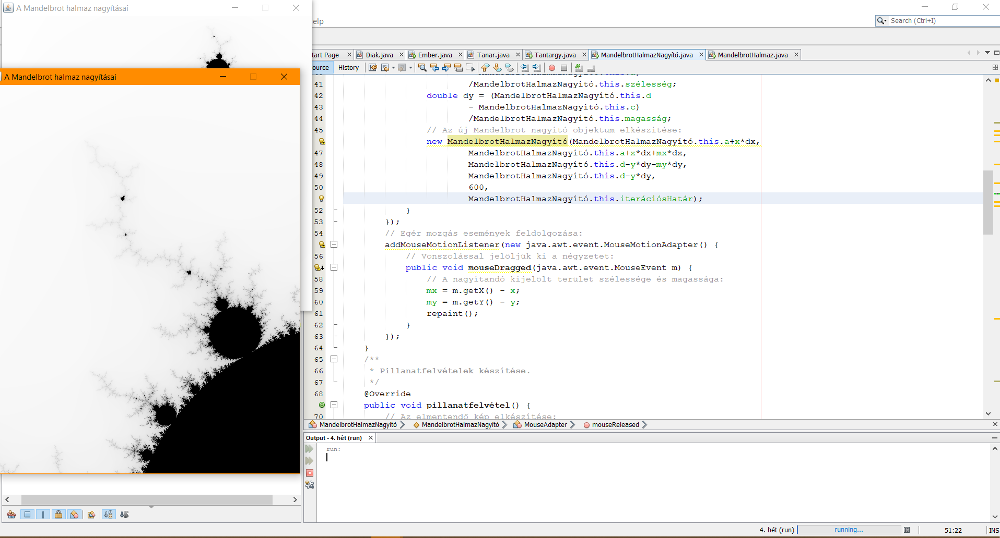 A Mandelbrot halmaz nagyításai
A Mandelbrot halmaz nagyításai
elp
Search (Ctrl+I)
tart Page
Diak.java
Ember.java
Tanar.java
Tantargy.java
MandelbrotHalmazNagyító.java
MandelbrotHalmaz.java
ource
History
41 /MandelbrotHalmazNagyító.this.szélesség;
42 double dy = (MandelbrotHalmazNagyító.this.d
43 - MandelbrotHalmazNagyító.this.c)
44 /MandelbrotHalmazNagyító.this.magasság;
45 // Az új Mandelbrot nagyító objektum elkészítése:
new MandelbrotHalmazNagyító(MandelbrotHalmazNagyító.this.a+x*dx,
47 MandelbrotHalmazNagyító.this.a+x*dx+mx*dx,
48 MandelbrotHalmazNagyító.this.d-y*dy-my*dy,
49 MandelbrotHalmazNagyító.this.d-y*dy,
50 600,
MandelbrotHalmazNagyító.this.iterációsHatár);
52 }
53 });
54 // Egér mozgás események feldolgozása:
addMouseMotionListener(new java.awt.event.MouseMotionAdapter() {
56 // Vonszolással jelöljük ki a négyzetet:
public void mouseDragged(java.awt.event.MouseEvent m) {
58 // A nagyítandó kijelölt terület szélessége és magassága:
59 mx = m.getX() - x;
60 my = m.getY() - y;
61 repaint();
62 }
63 });
64 }
65 /**
66 * Pillanatfelvételek készítése.
67 */
68 @Override
public void pillanatfelvétel() {
70 // Az elmentendő kép elkészítése:
MandelbrotHalmazNagyító
MandelbrotHalmazNagyító
MouseAdapter
mouseReleased
Output - 4. hét (run)
run:
4. hét (run)
running...
51:22
INS